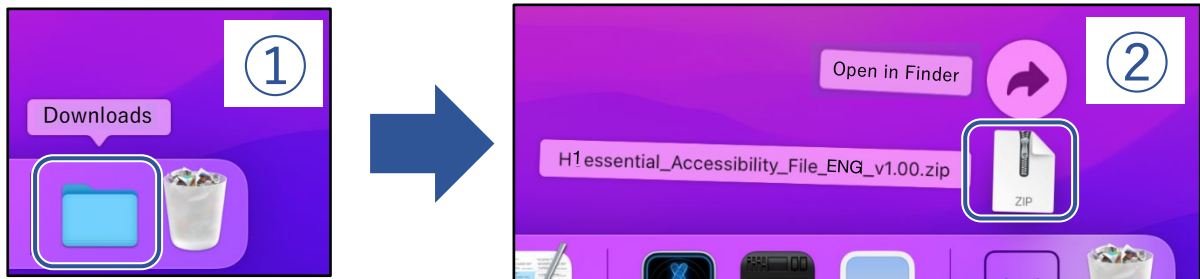 ①
Downloads
②
Open in Finder
H1essential_Accessibility_File_ENG_v1.00.zip
ZIP